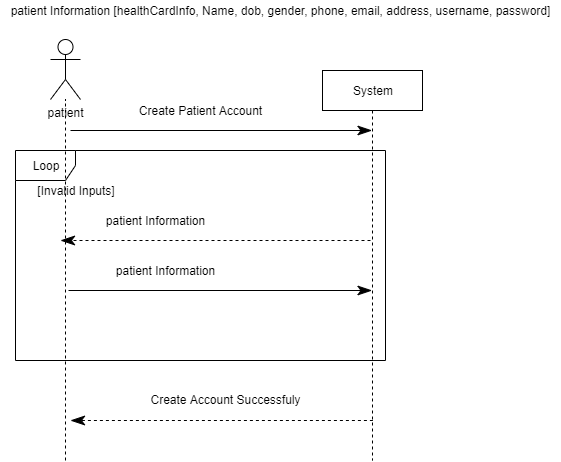 patient Information [healthCardInfo, Name, dob, gender, phone, email, address, username, password]
System
patient
Create Patient Account
Loop
[Invalid Inputs]
patient Information
patient Information
Create Account Successfuly